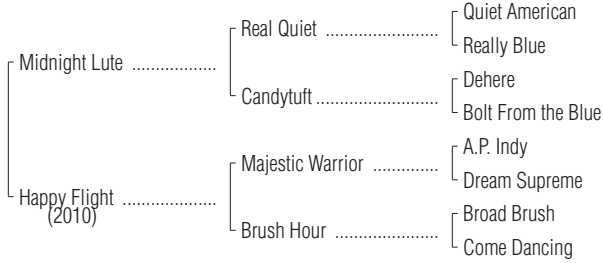 Quiet American
Real Quiet ....................
Really Blue
Midnight Lute ...................
Dehere
Candytuft ......................
Bolt From the Blue
A.P. Indy
Majestic Warrior ............
Dream Supreme
Happy Flight .....................
(2010)
Broad Brush
Brush Hour ...................
Come Dancing